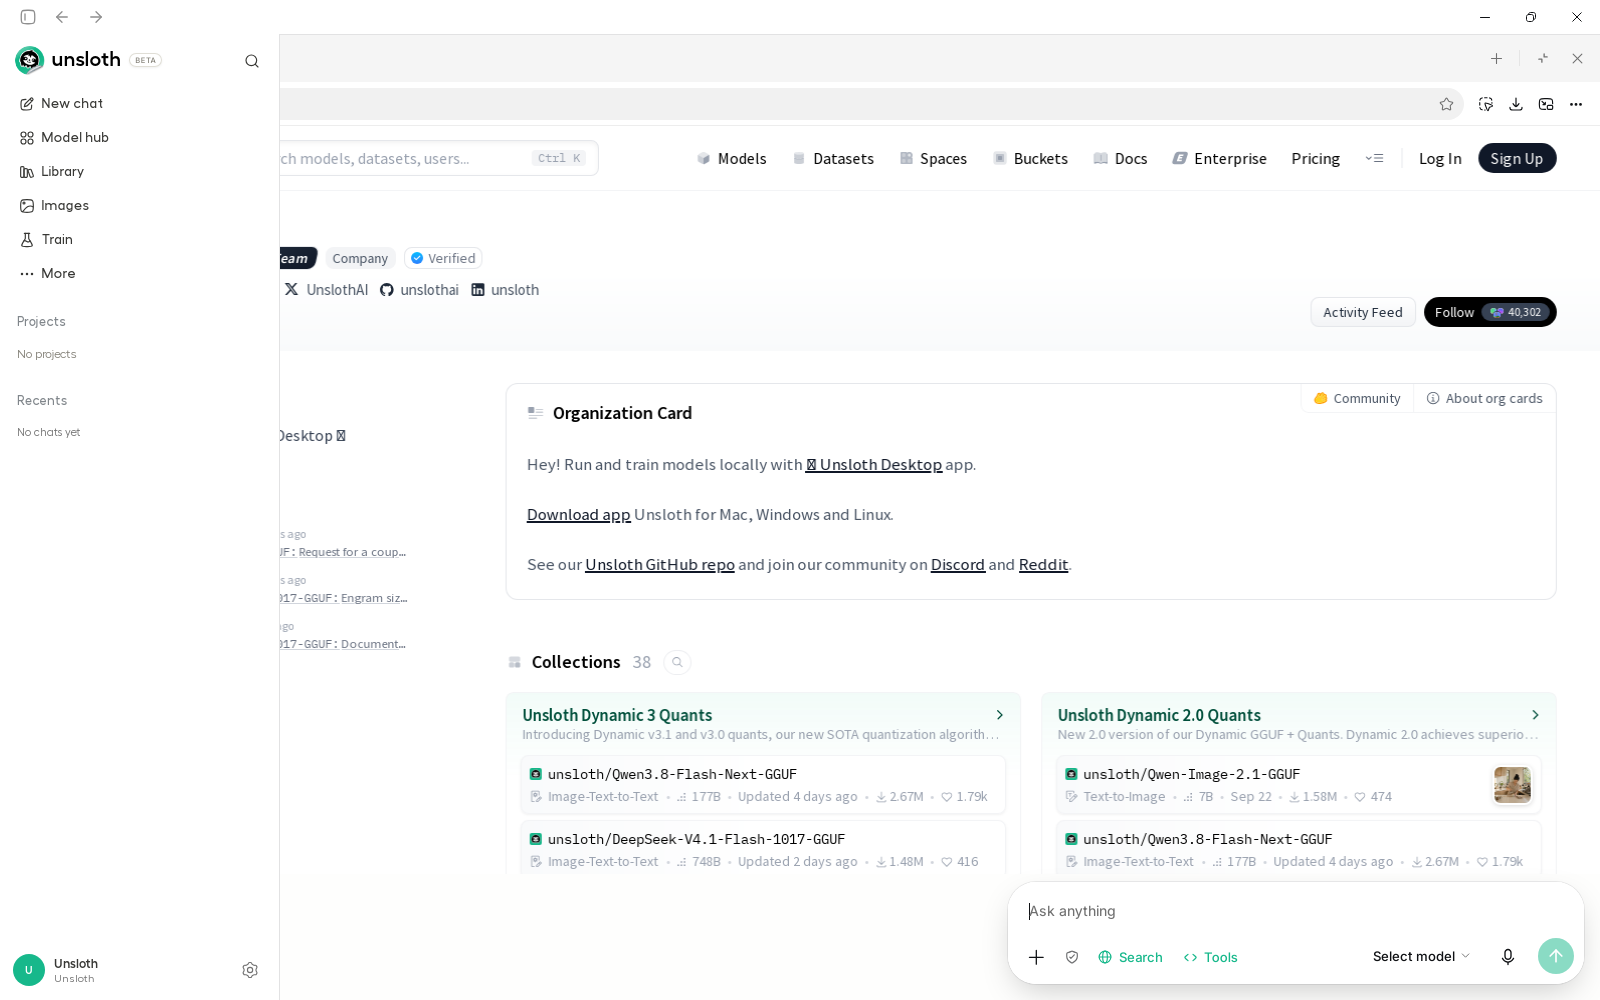 unsloth BETA
New chat
Model hub
Library
Images
Train
More
Projects
No projects
Recents
No chats yet
Unsloth
Unsloth
U
ch models, datasets, users... Ctrl K
Models Datasets Spaces Buckets Docs Enterprise Pricing Log In Sign Up
Team Company Verified
UnslothAI unslothai unsloth
Activity Feed Follow 40,302
Desktop
s ago
UF: Request for a coup…
s ago
017-GGUF: Engram siz…
ago
017-GGUF: Document…
Community About org cards
Organization Card
Hey! Run and train models locally with Unsloth Desktop app.
Download app Unsloth for Mac, Windows and Linux.
See our Unsloth GitHub repo and join our community on Discord and Reddit.
Collections 38
Unsloth Dynamic 3 Quants
Introducing Dynamic v3.1 and v3.0 quants, our new SOTA quantization algorith…
unsloth/Qwen3.8-Flash-Next-GGUF
Image-Text-to-Text • 177B • Updated 4 days ago • 2.67M • 1.79k
unsloth/DeepSeek-V4.1-Flash-1017-GGUF
Image-Text-to-Text • 748B • Updated 2 days ago • 1.48M • 416
Unsloth Dynamic 2.0 Quants
New 2.0 version of our Dynamic GGUF + Quants. Dynamic 2.0 achieves superio…
unsloth/Qwen-Image-2.1-GGUF
Text-to-Image • 7B • Sep 22 • 1.58M • 474
unsloth/Qwen3.8-Flash-Next-GGUF
Image-Text-to-Text • 177B • Updated 4 days ago • 2.67M • 1.79k
Ask anything
Search Tools Select model